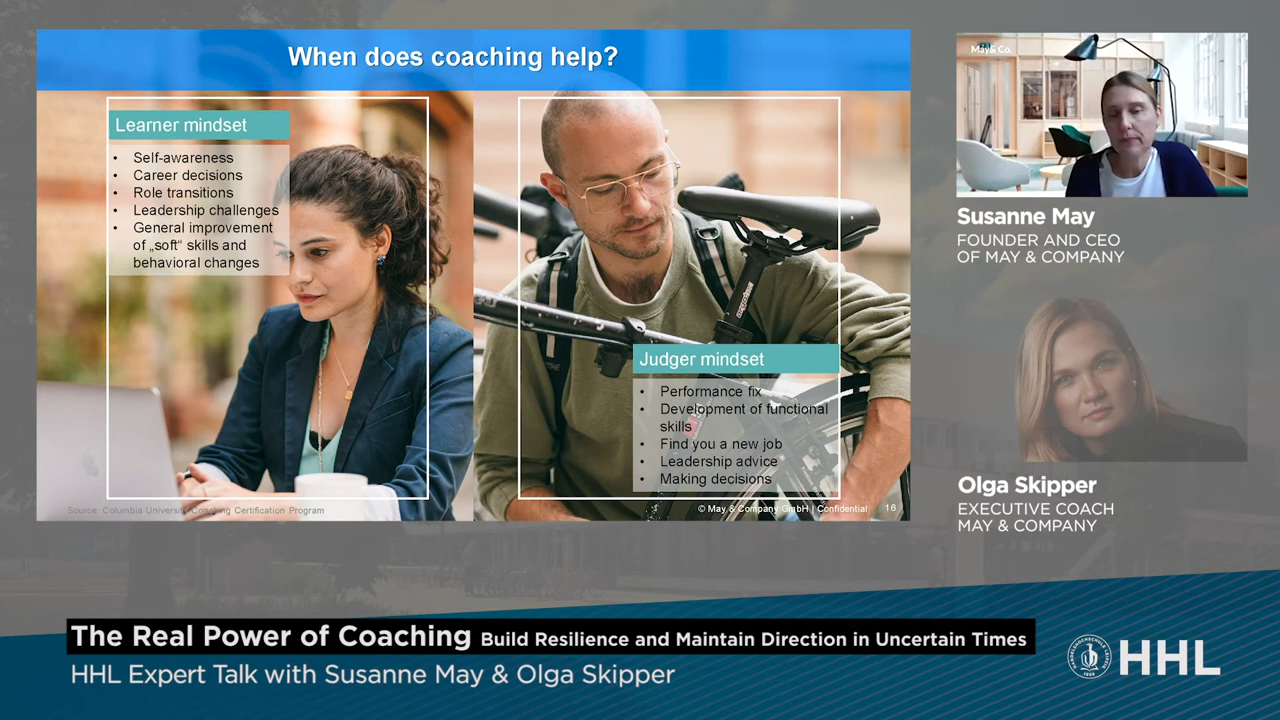 When does coaching help?
Learner mindset
• Self-awareness
• Career decisions
• Role transitions
• Leadership challenges
• General improvement
of „soft“ skills and
behavioral changes
Judger mindset
• Performance fix
• Development of functional
skills
• Find you a new job
• Leadership advice
• Making decisions
Source: Columbia University Coaching Certification Program
© May & Company GmbH | Confidential 16
May& Co.
Susanne May
FOUNDER AND CEO
OF MAY & COMPANY
Olga Skipper
EXECUTIVE COACH
MAY & COMPANY
The Real Power of Coaching Build Resilience and Maintain Direction in Uncertain Times
HHL Expert Talk with Susanne May & Olga Skipper
HHL